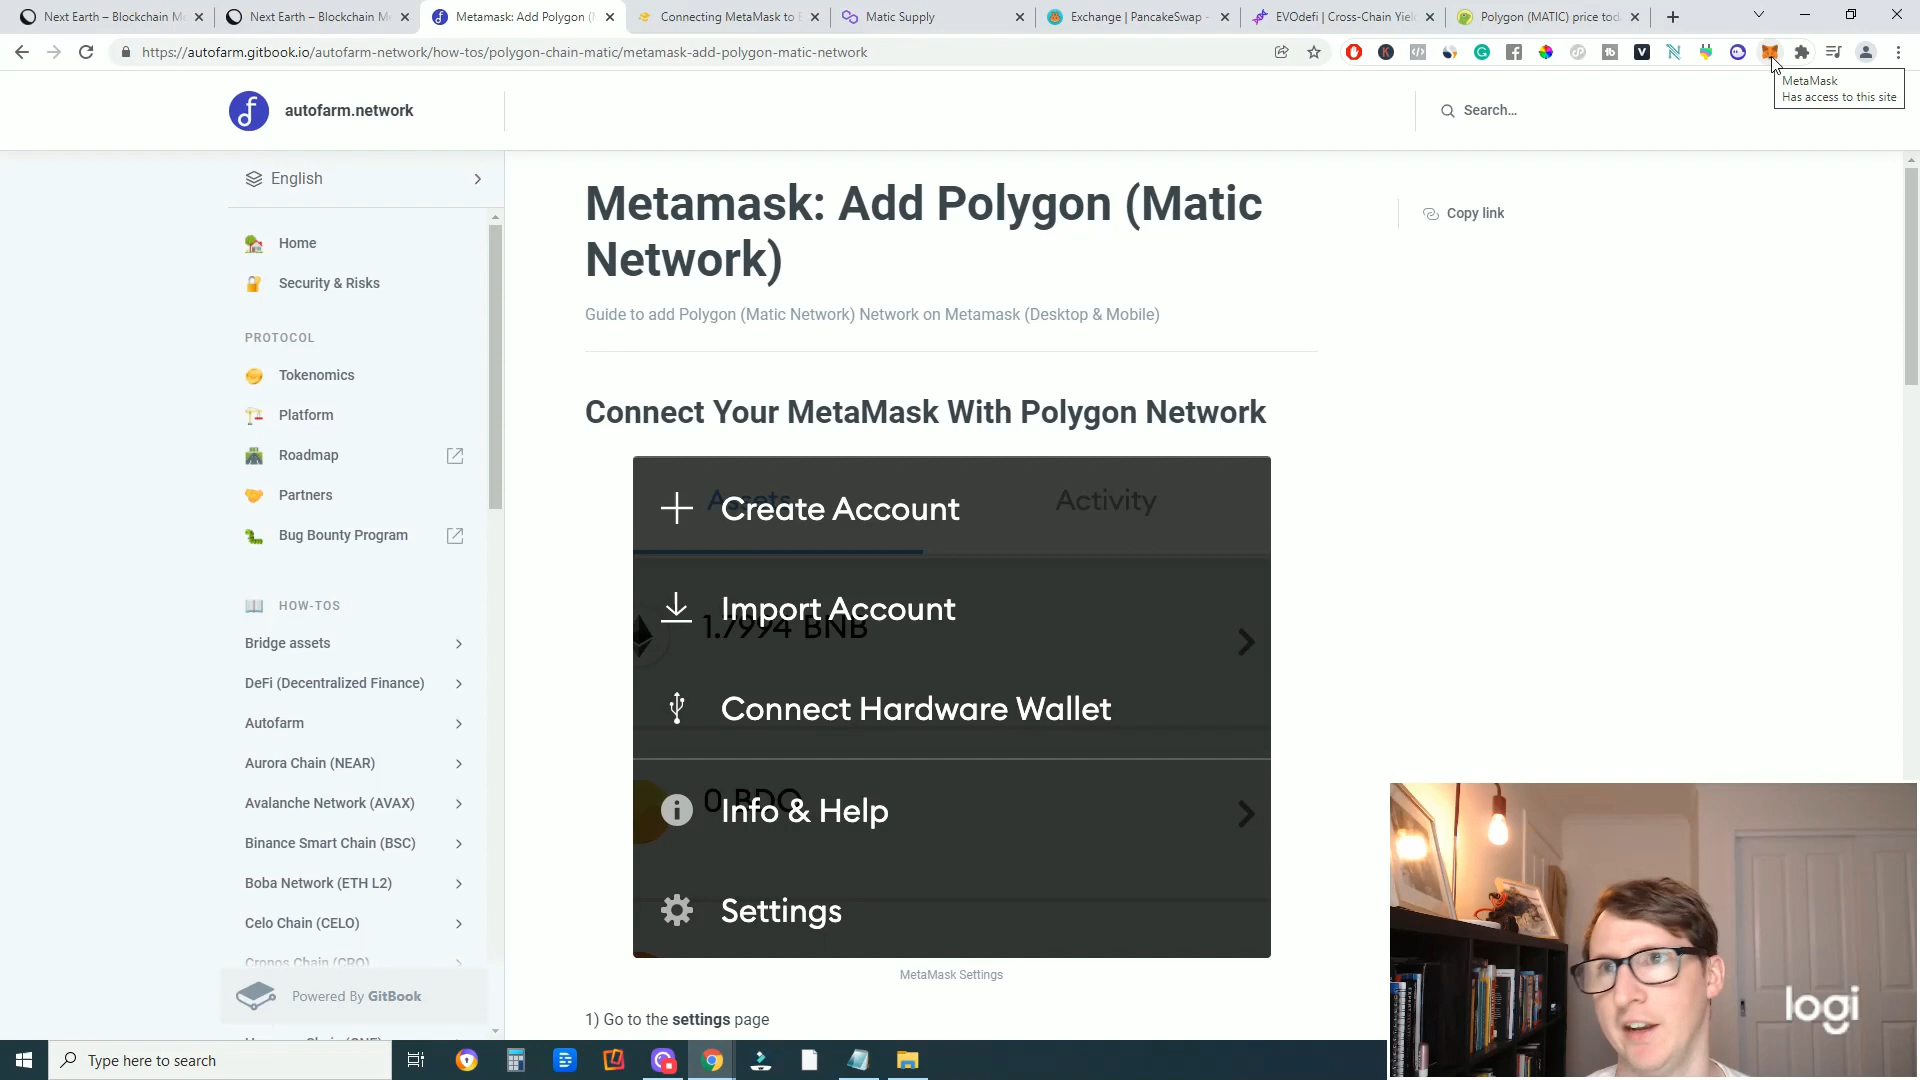 Next Earth – Blockchain M
Next Earth – Blockchain M
Metamask: Add Polygon (
Connecting MetaMask to
Matic Supply
Exchange | PancakeSwap -
EVOdefi | Cross-Chain Yiel
Polygon (MATIC) price tod
https://autofarm.gitbook.io/autofarm-network/how-tos/polygon-chain-matic/metamask-add-polygon-matic-network
MetaMask
Has access to this site
autofarm.network
Search...
English
Home
Security & Risks
PROTOCOL
Tokenomics
Platform
Roadmap
Partners
Bug Bounty Program
HOW-TOS
Bridge assets
DeFi (Decentralized Finance)
Autofarm
Aurora Chain (NEAR)
Avalanche Network (AVAX)
Binance Smart Chain (BSC)
Boba Network (ETH L2)
Celo Chain (CELO)
Cronos Chain (CRO)
Powered By GitBook
Metamask: Add Polygon (Matic
Network)
Copy link
Guide to add Polygon (Matic Network) Network on Metamask (Desktop & Mobile)
Connect Your MetaMask With Polygon Network
Assets
Activity
Create Account
Import Account
1.7994 BNB
Connect Hardware Wallet
0 BDO
Info & Help
Settings
MetaMask Settings
1) Go to the settings page
Type here to search
logi